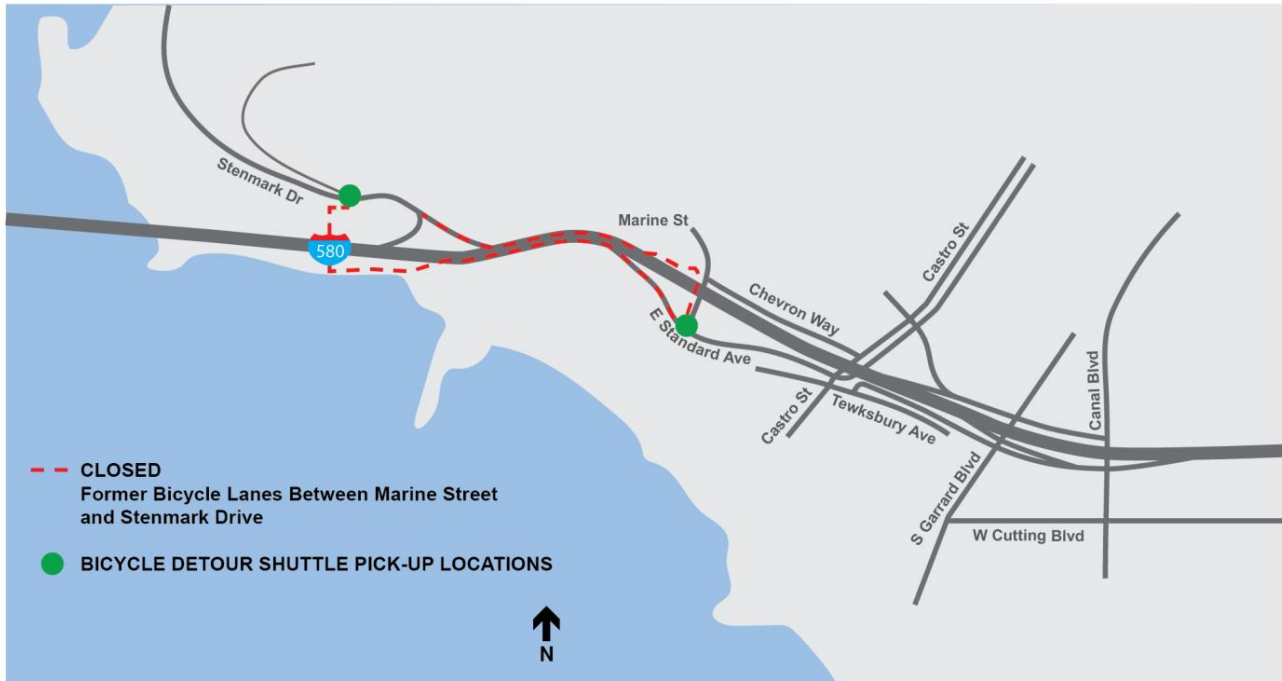 Stenmark Dr
580
Marine St
Chevron Way
Castro St
E Standard Ave
Castro St
Tewksbury Ave
Canal Blvd
S Garrard Blvd
W Cutting Blvd
CLOSED
Former Bicycle Lanes Between Marine Street
and Stenmark Drive
BICYCLE DETOUR SHUTTLE PICK-UP LOCATIONS
N